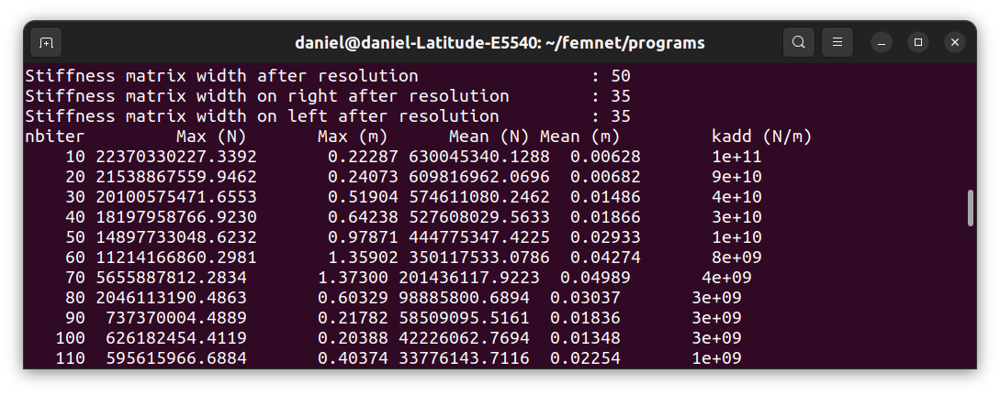 daniel@daniel-Latitude-E5540: ~/femnet/programs
Stiffness matrix width after resolution : 50
Stiffness matrix width on right after resolution : 35
Stiffness matrix width on left after resolution : 35
nbiter Max (N) Max (m) Mean (N) Mean (m) kadd (N/m)
10 22370330227.3392 0.22287 630045340.1288 0.00628 1e+11
20 21538867559.9462 0.24073 609816962.0696 0.00682 9e+10
30 20100575471.6553 0.51904 574611080.2462 0.01486 4e+10
40 18197958766.9230 0.64238 527608029.5633 0.01866 3e+10
50 14897733048.6232 0.97871 444775347.4225 0.02933 1e+10
60 11214166860.2981 1.35902 350117533.0786 0.04274 8e+09
70 5655887812.2834 1.37300 201436117.9223 0.04989 4e+09
80 2046113190.4863 0.60329 98885800.6894 0.03037 3e+09
90 737370004.4889 0.21782 58509095.5161 0.01836 3e+09
100 626182454.4119 0.20388 42226062.7694 0.01348 3e+09
110 595615966.6884 0.40374 33776143.7116 0.02254 1e+09